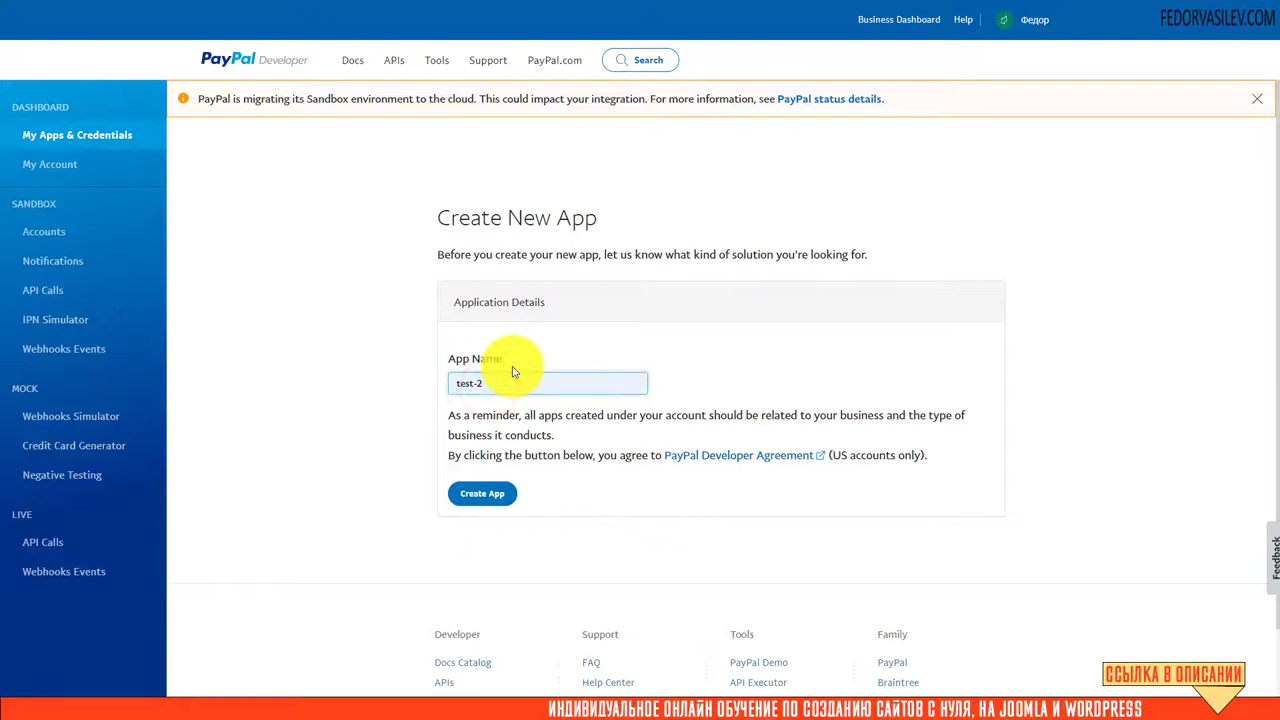 Business Dashboard Help Федор
FEDORVASILEV.COM
PayPal Developer Docs APIs Tools Support PayPal.com Search
PayPal is migrating its Sandbox environment to the cloud. This could impact your integration. For more information, see PayPal status details.
DASHBOARD
My Apps & Credentials
My Account
SANDBOX
Accounts
Notifications
API Calls
IPN Simulator
Webhooks Events
MOCK
Webhooks Simulator
Credit Card Generator
Negative Testing
LIVE
API Calls
Webhooks Events
Create New App
Before you create your new app, let us know what kind of solution you're looking for.
Application Details
App Name
test-2
As a reminder, all apps created under your account should be related to your business and the type of
business it conducts.
By clicking the button below, you agree to PayPal Developer Agreement (US accounts only).
Create App
Feedback
Developer Support Tools Family
Docs Catalog FAQ PayPal Demo PayPal
APIs Help Center API Executor Braintree
ССЫЛКА В ОПИСАНИИ
ИНДИВИДУАЛЬНОЕ ОНЛАЙН ОБУЧЕНИЕ ПО СОЗДАНИЮ САЙТОВ С НУЛЯ, НА JOOMLA И WORDPRESS